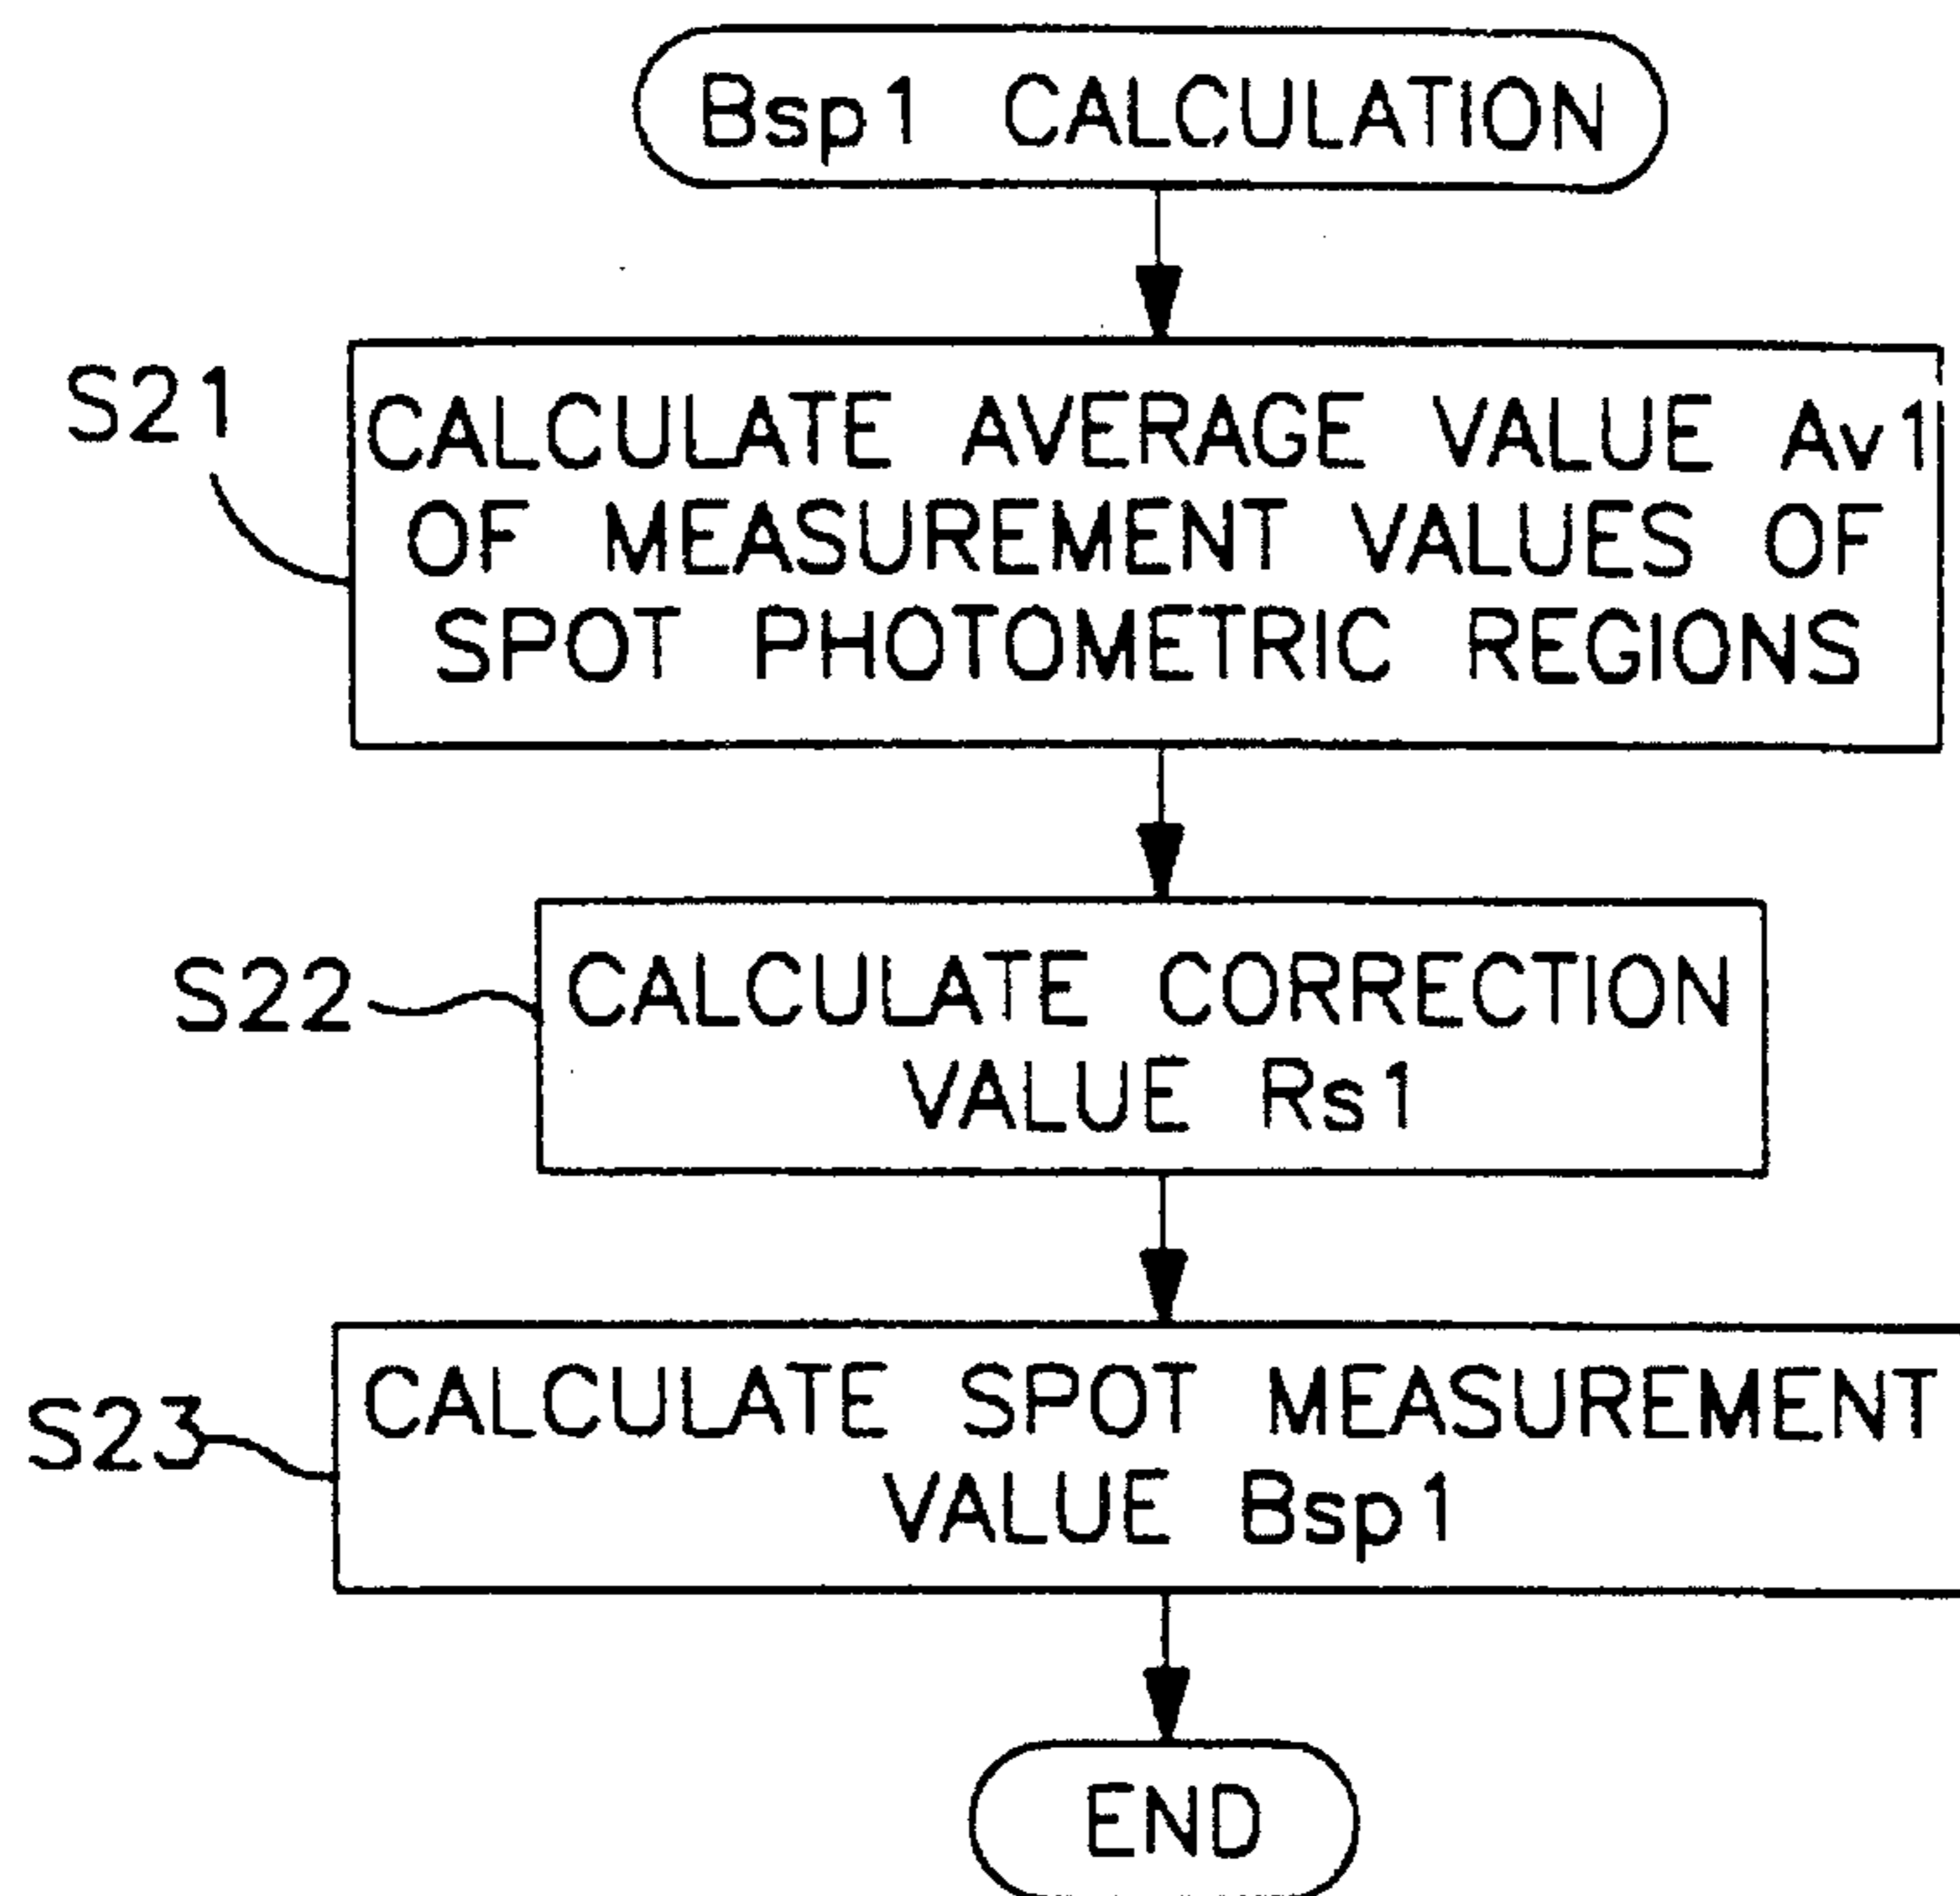 Bsp1 CALCULATION
S21
CALCULATE AVERAGE VALUE Av1
OF MEASUREMENT VALUES OF
SPOT PHOTOMETRIC REGIONS
S22
CALCULATE CORRECTION
VALUE Rs1
S23
CALCULATE SPOT MEASUREMENT
VALUE Bsp1
END